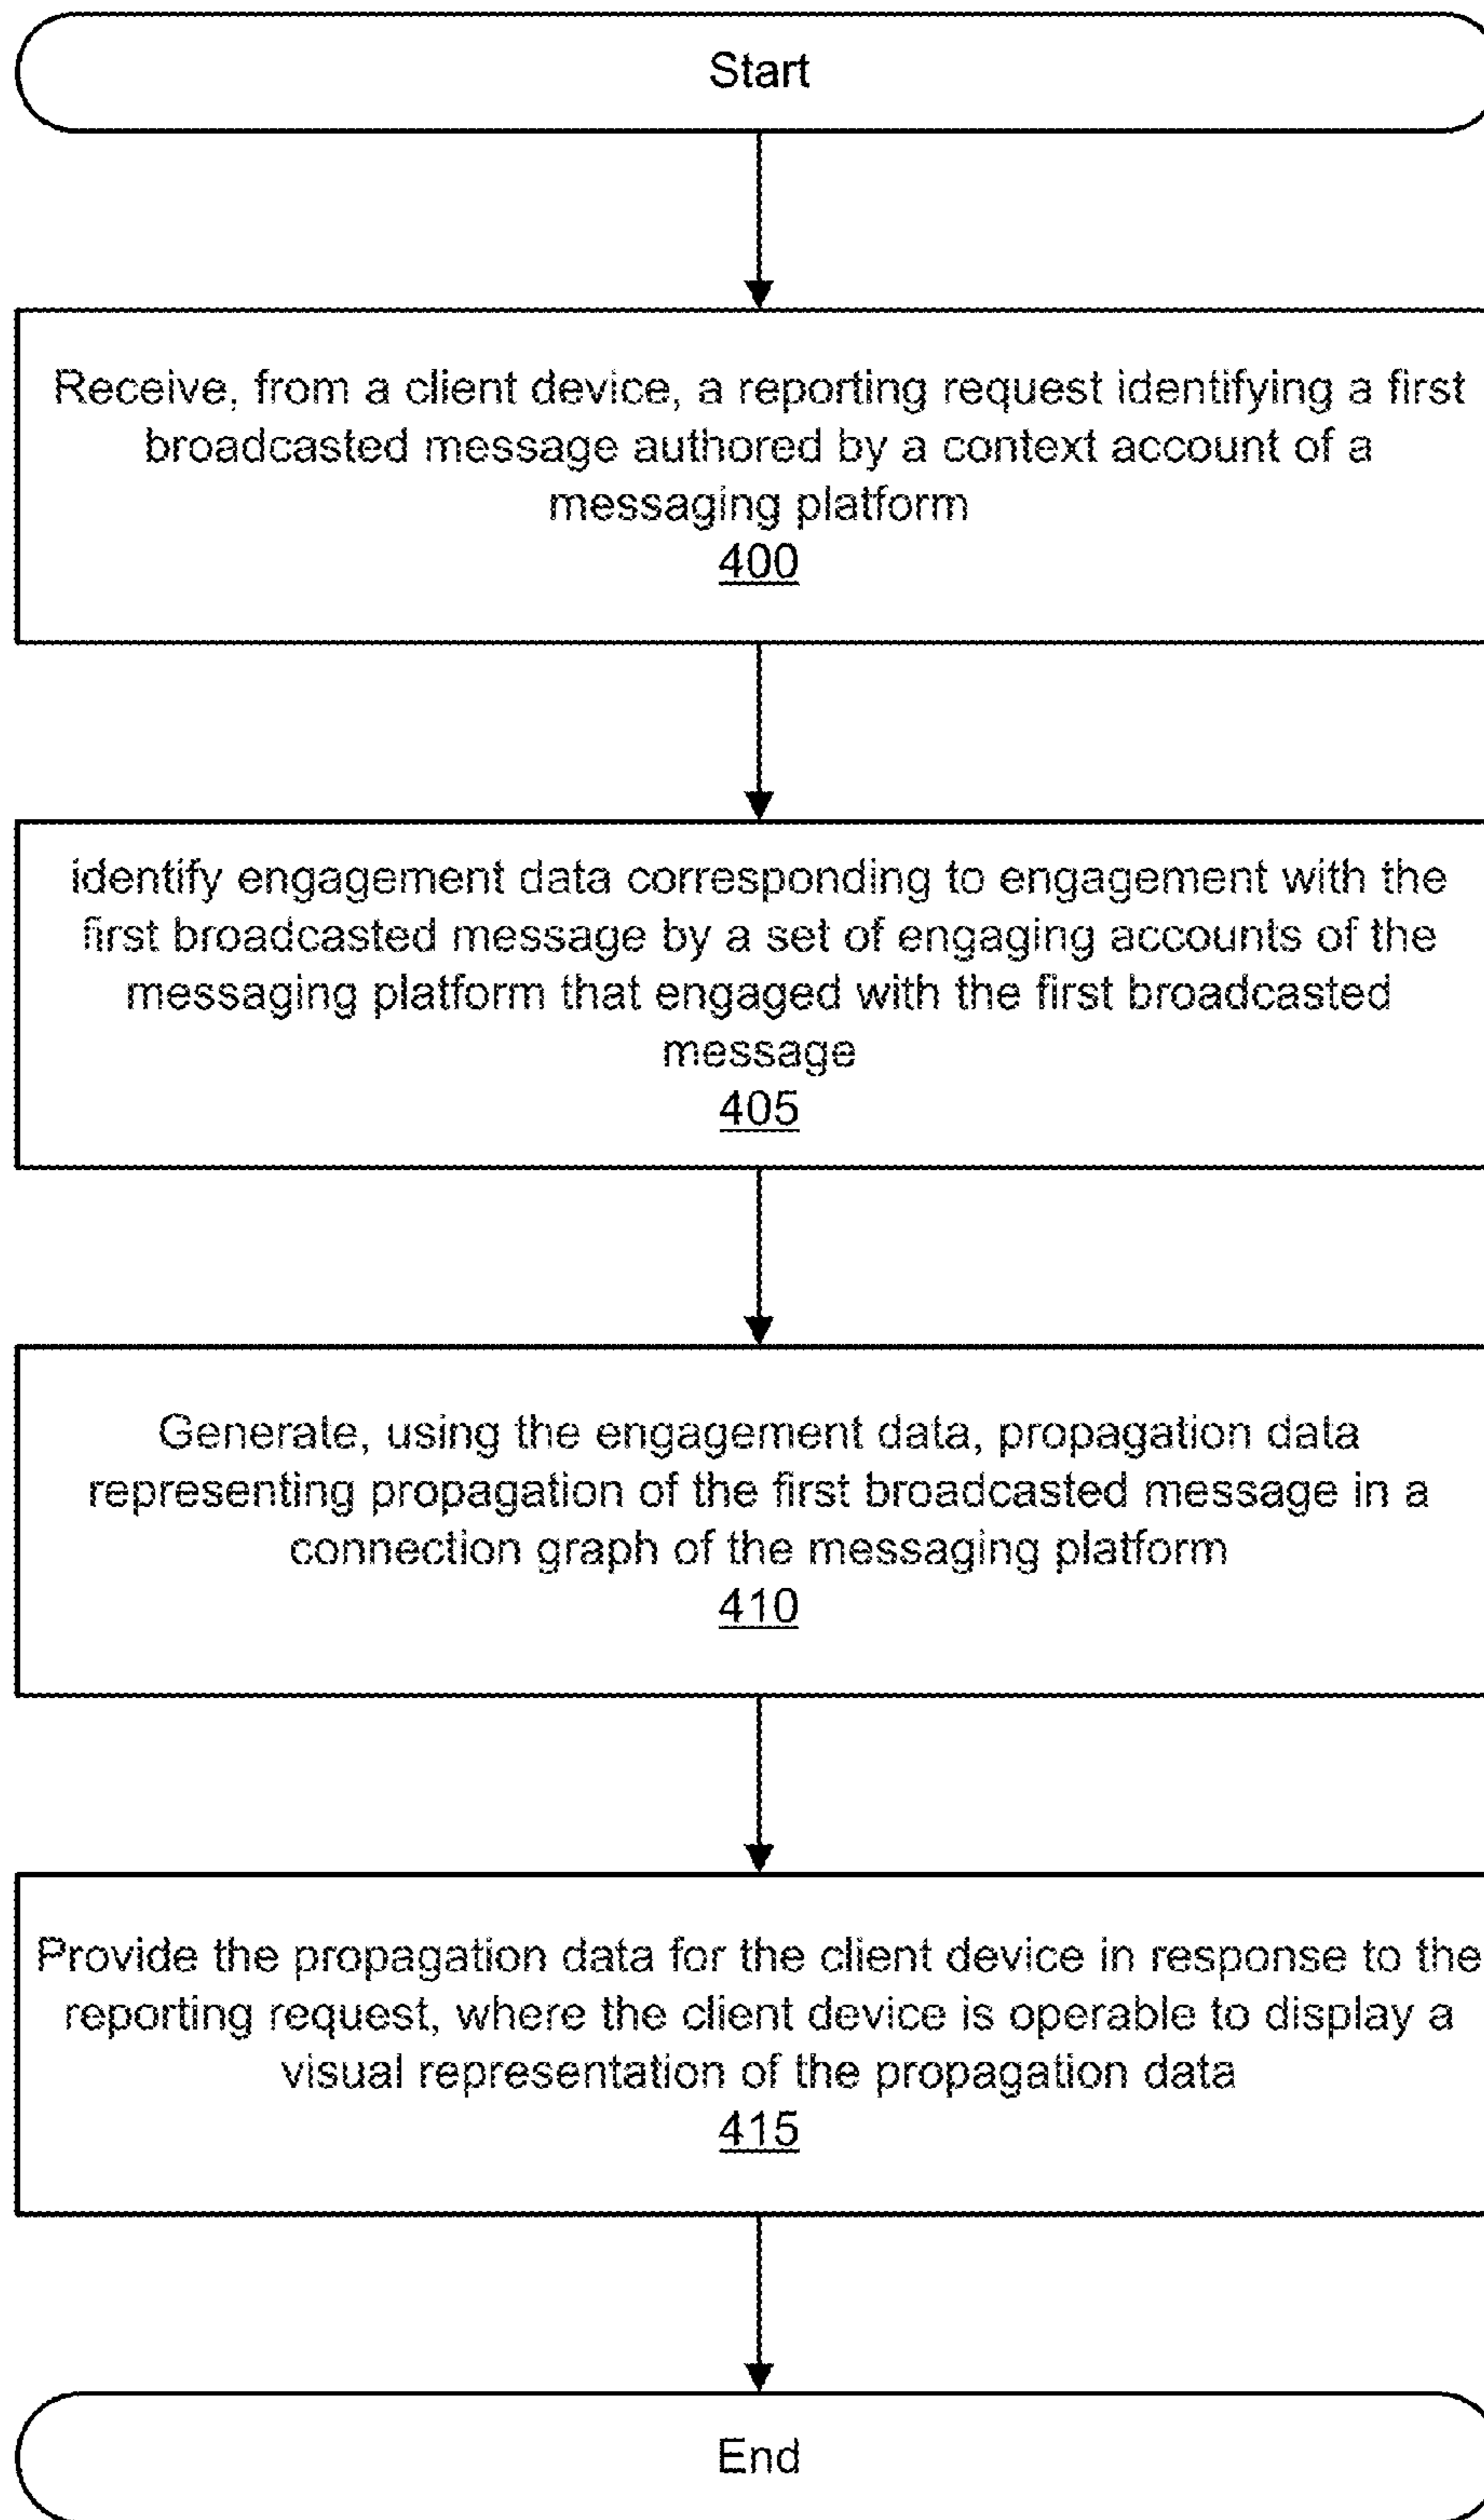 Start
Receive, from a client device, a reporting request identifying a first
broadcasted message authored by a context account of a
messaging platform
400
identify engagement data corresponding to engagement with the
first broadcasted message by a set of engaging accounts of the
messaging platform that engaged with the first broadcasted
message
405
Generate, using the engagement data, propagation data
representing propagation of the first broadcasted message in a
connection graph of the messaging platform
410
Provide the propagation data for the client device in response to the
reporting request, where the client device is operable to display a
visual representation of the propagation data
415
End